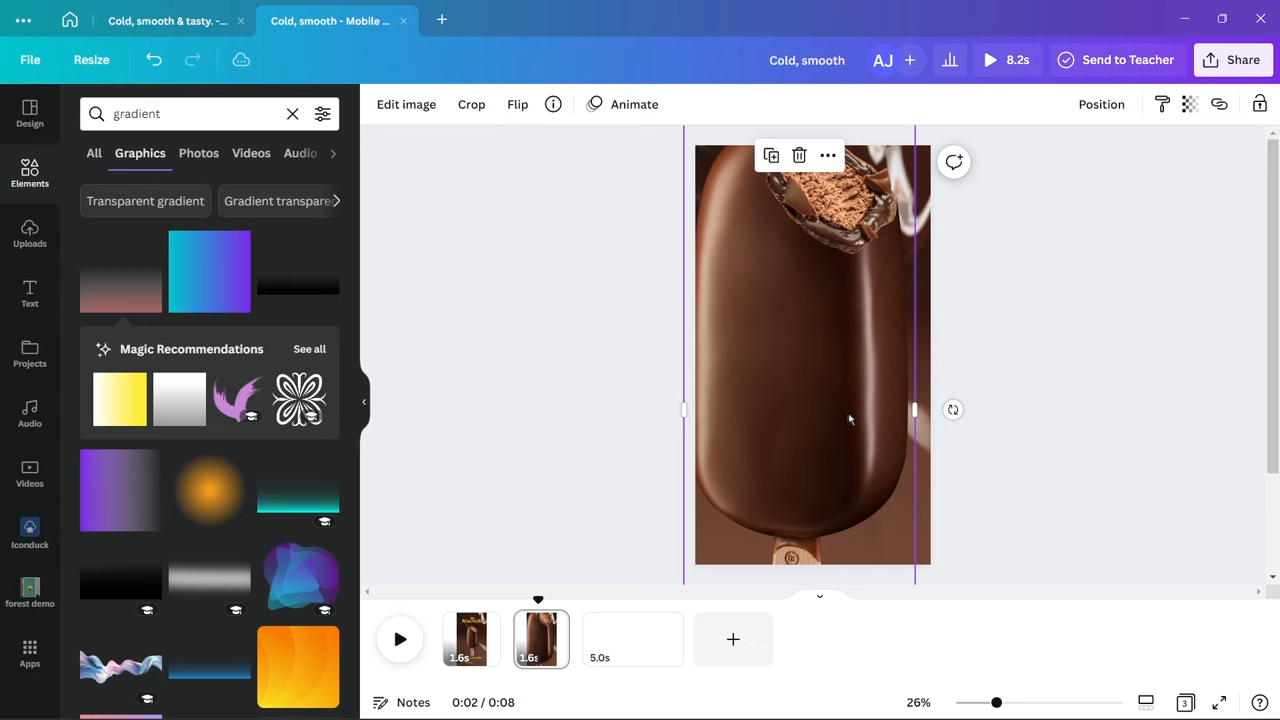 Cold, smooth & tasty. -...
Cold, smooth - Mobile ...
File
Resize
Cold, smooth
AJ
8.2s
Send to Teacher
Share
Design
Elements
Uploads
Text
Projects
Audio
Videos
Iconduck
forest demo
Apps
gradient
All
Graphics
Photos
Videos
Audio
Transparent gradient
Gradient transpare
Magic Recommendations
See all
Edit image
Crop
Flip
Animate
Position
MAGNUM
1.6s
1.6s
5.0s
Notes
0:02 / 0:08
26%
3